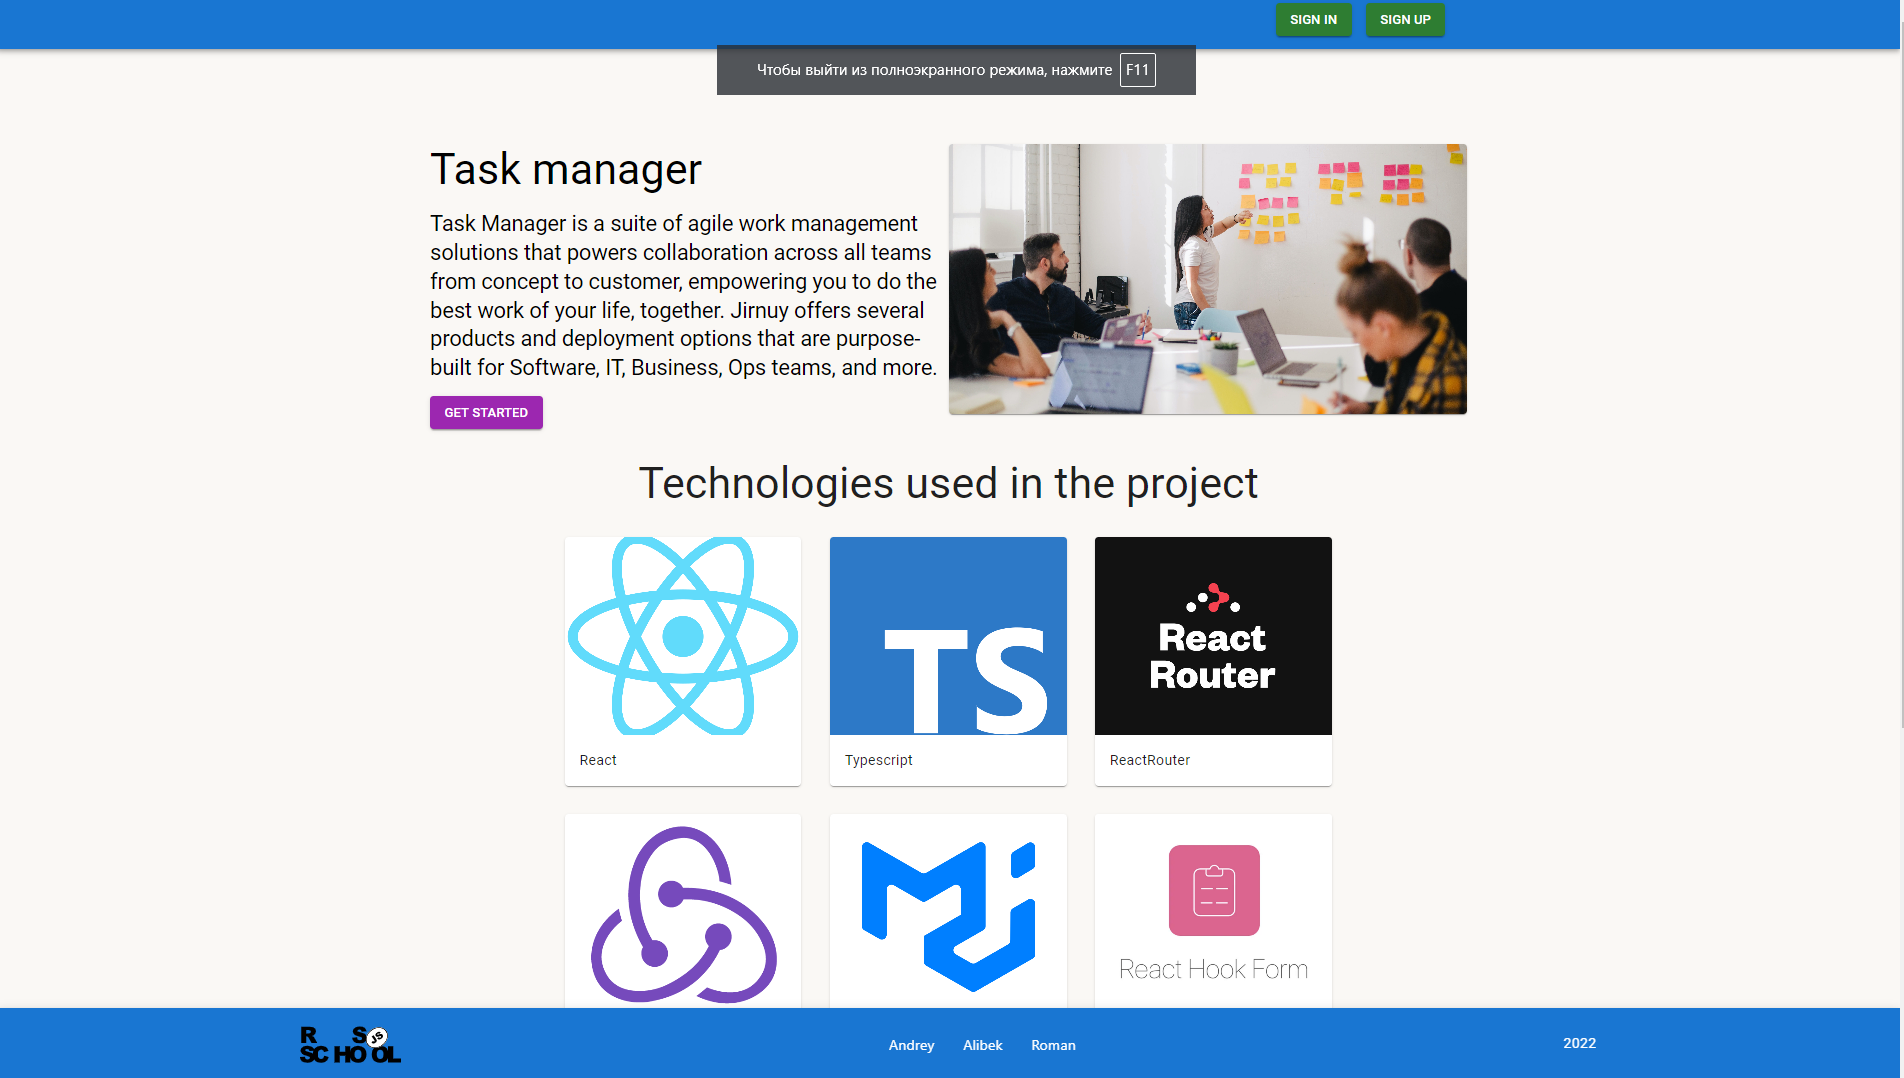 SIGN IN SIGN UP
Чтобы выйти из полноэкранного режима, нажмите F11
Task manager
Task Manager is a suite of agile work management
solutions that powers collaboration across all teams
from concept to customer, empowering you to do the
best work of your life, together. Jirnuy offers several
products and deployment options that are purpose-
built for Software, IT, Business, Ops teams, and more.
GET STARTED
Technologies used in the project
TS
React
Router
React Typescript ReactRouter
React Hook Form
R S JS
SCHOOL
Andrey Alibek Roman
2022